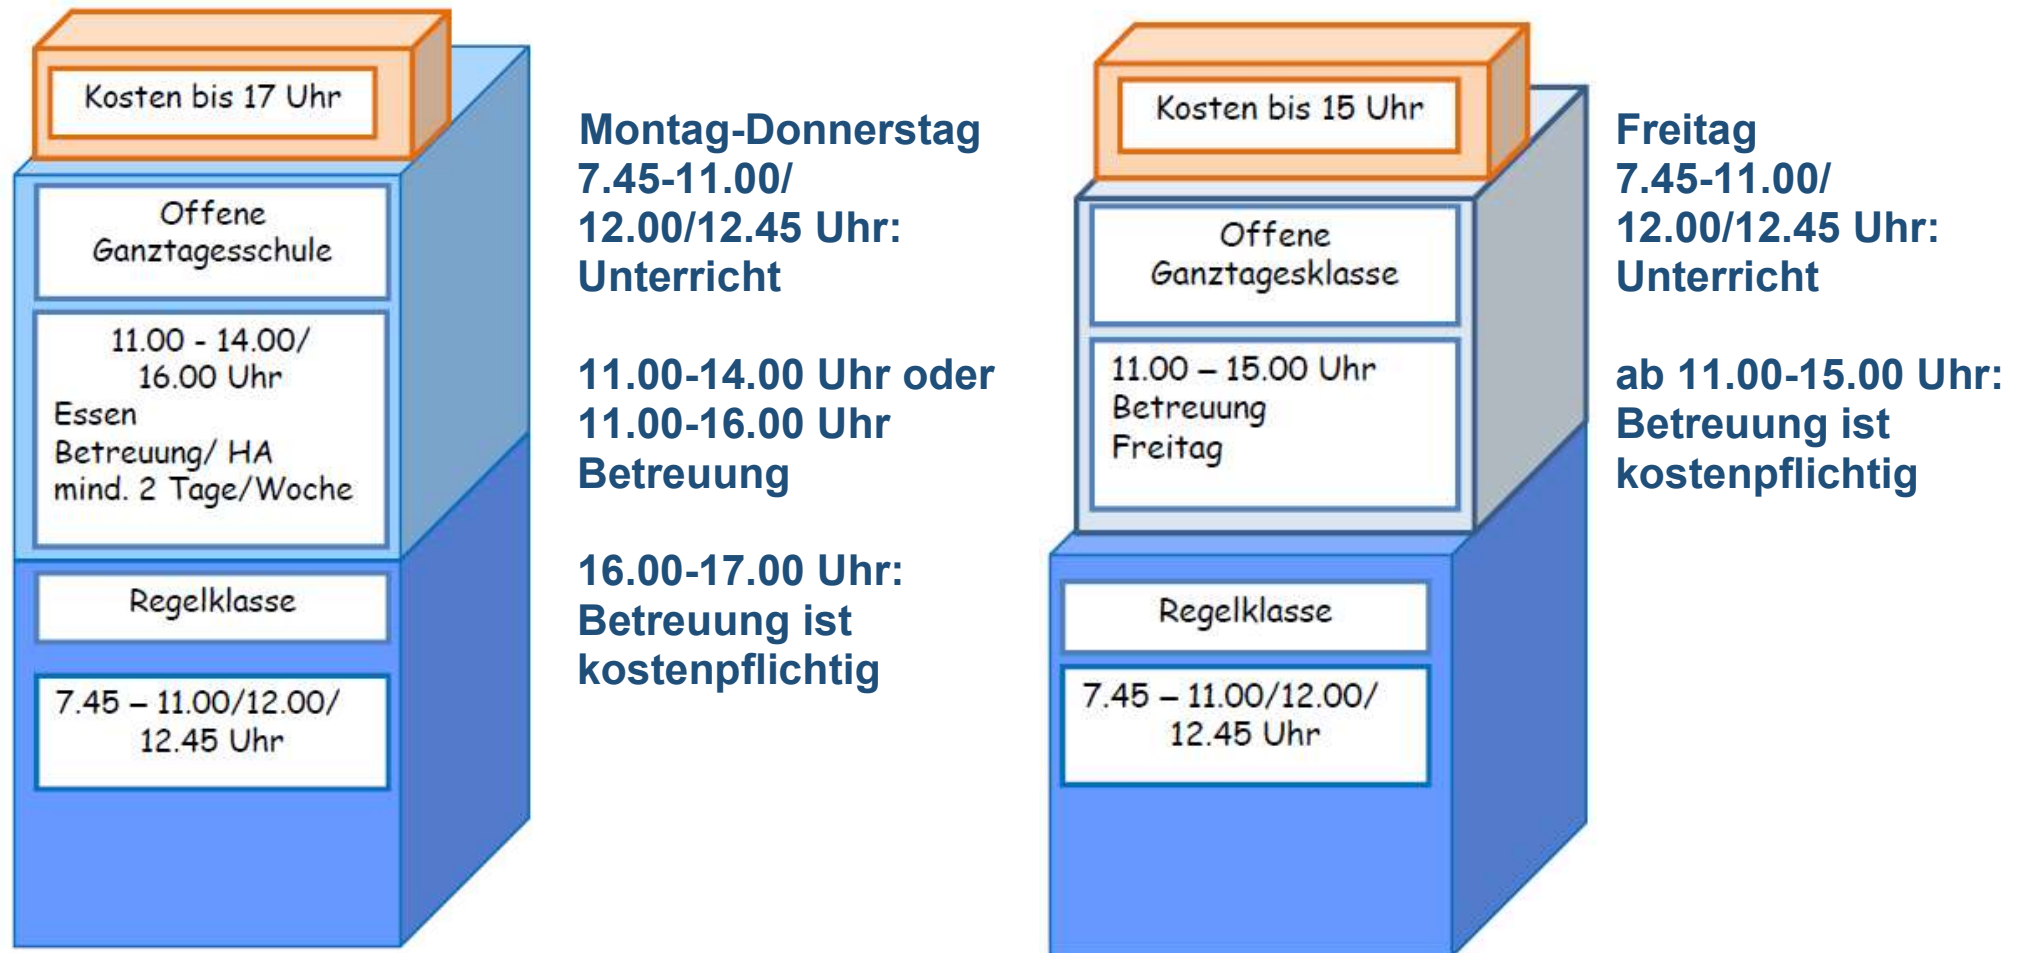 Kosten bis 17 Uhr
Offene
Ganztagesschule
11.00 - 14.00/
16.00 Uhr
Essen
Betreuung/ HA
mind. 2 Tage/Woche
Regelklasse
7.45 – 11.00/12.00/
12.45 Uhr
Montag-Donnerstag
7.45-11.00/
12.00/12.45 Uhr:
Unterricht
11.00-14.00 Uhr oder
11.00-16.00 Uhr
Betreuung
16.00-17.00 Uhr:
Betreuung ist
kostenpflichtig
Kosten bis 15 Uhr
Offene
Ganztagesklasse
11.00 – 15.00 Uhr
Betreuung
Freitag
Regelklasse
7.45 – 11.00/12.00/
12.45 Uhr
Freitag
7.45-11.00/
12.00/12.45 Uhr:
Unterricht
ab 11.00-15.00 Uhr:
Betreuung ist
kostenpflichtig